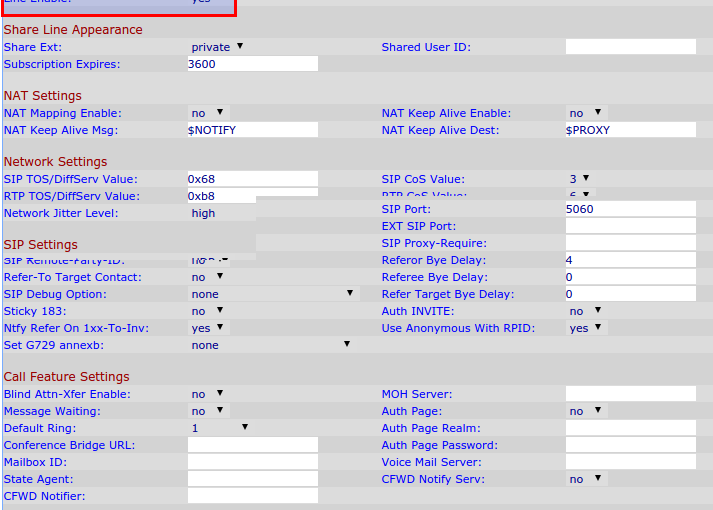 Line Enable: yes
Share Line Appearance
Share Ext: private Shared User ID:
Subscription Expires: 3600
NAT Settings
NAT Mapping Enable: no NAT Keep Alive Enable: no
NAT Keep Alive Msg: $NOTIFY NAT Keep Alive Dest: $PROXY
Network Settings
SIP TOS/DiffServ Value: 0x68 SIP CoS Value: 3
RTP TOS/DiffServ Value: 0xb8 RTP CoS Value: 6
Network Jitter Level: high SIP Port: 5060
EXT SIP Port:
SIP Settings SIP Proxy-Require:
SIP Remote-Party-ID: Referor Bye Delay: 4
Refer-To Target Contact: no Referee Bye Delay: 0
SIP Debug Option: none Refer Target Bye Delay: 0
Sticky 183: no Auth INVITE: no
Ntfy Refer On 1xx-To-Inv: yes Use Anonymous With RPID: yes
Set G729 annexb: none
Call Feature Settings
Blind Attn-Xfer Enable: no MOH Server:
Message Waiting: no Auth Page: no
Default Ring: 1 Auth Page Realm:
Conference Bridge URL: Auth Page Password:
Mailbox ID: Voice Mail Server:
State Agent: CFWD Notify Serv: no
CFWD Notifier: